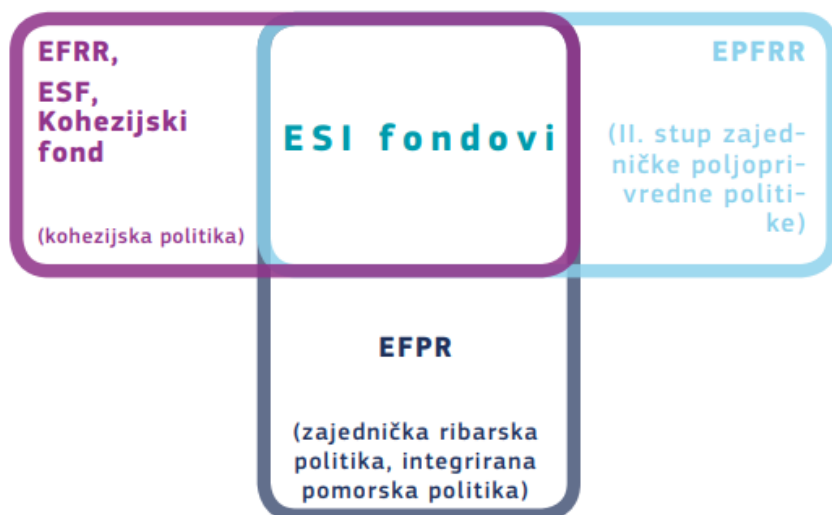 EFRR,
ESF,
Kohezijski
fond
(kohezijska politika)
ESI fondovi
EPFRR
(II. stup zajed-
ničke poljopri-
vredne politi-
ke)
EFPR
(zajednička ribarska
politika, integrirana
pomorska politika)